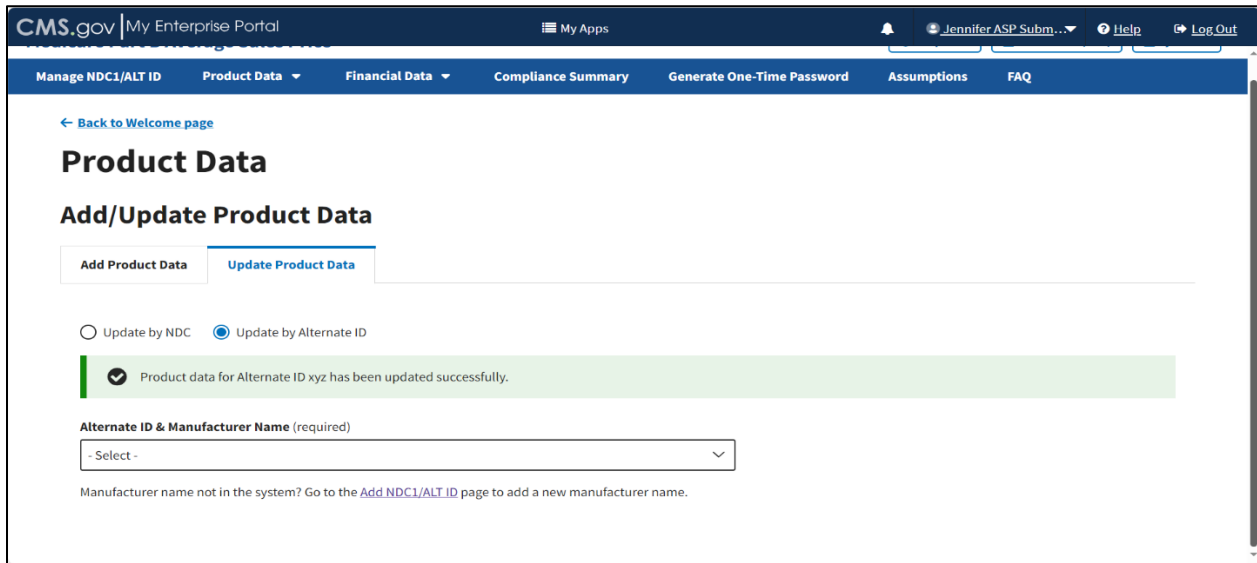 CMS.gov My Enterprise Portal My Apps Jennifer ASP Subm... Help Log Out
Manage NDC1/ALT ID Product Data Financial Data Compliance Summary Generate One-Time Password Assumptions FAQ
Back to Welcome page
Product Data
Add/Update Product Data
Add Product Data Update Product Data
Update by NDC Update by Alternate ID
Product data for Alternate ID xyz has been updated successfully.
Alternate ID & Manufacturer Name (required)
- Select -
Manufacturer name not in the system? Go to the Add NDC1/ALT ID page to add a new manufacturer name.